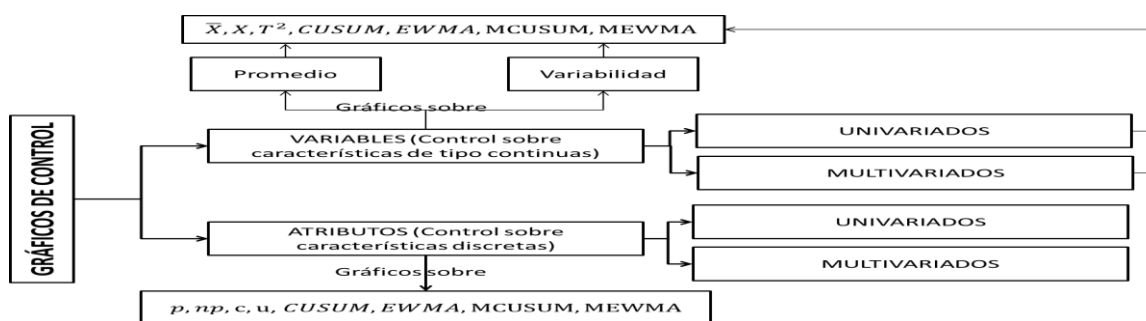 X̅, X, T², CUSUM, EWMA, MCUSUM, MEWMA
Promedio
Variabilidad
Gráficos sobre
GRÁFICOS DE CONTROL
VARIABLES (Control sobre
características de tipo continuas)
UNIVARIADOS
MULTIVARIADOS
ATRIBUTOS (Control sobre
características discretas)
UNIVARIADOS
MULTIVARIADOS
Gráficos sobre
p, np, c, u, CUSUM, EWMA, MCUSUM, MEWMA